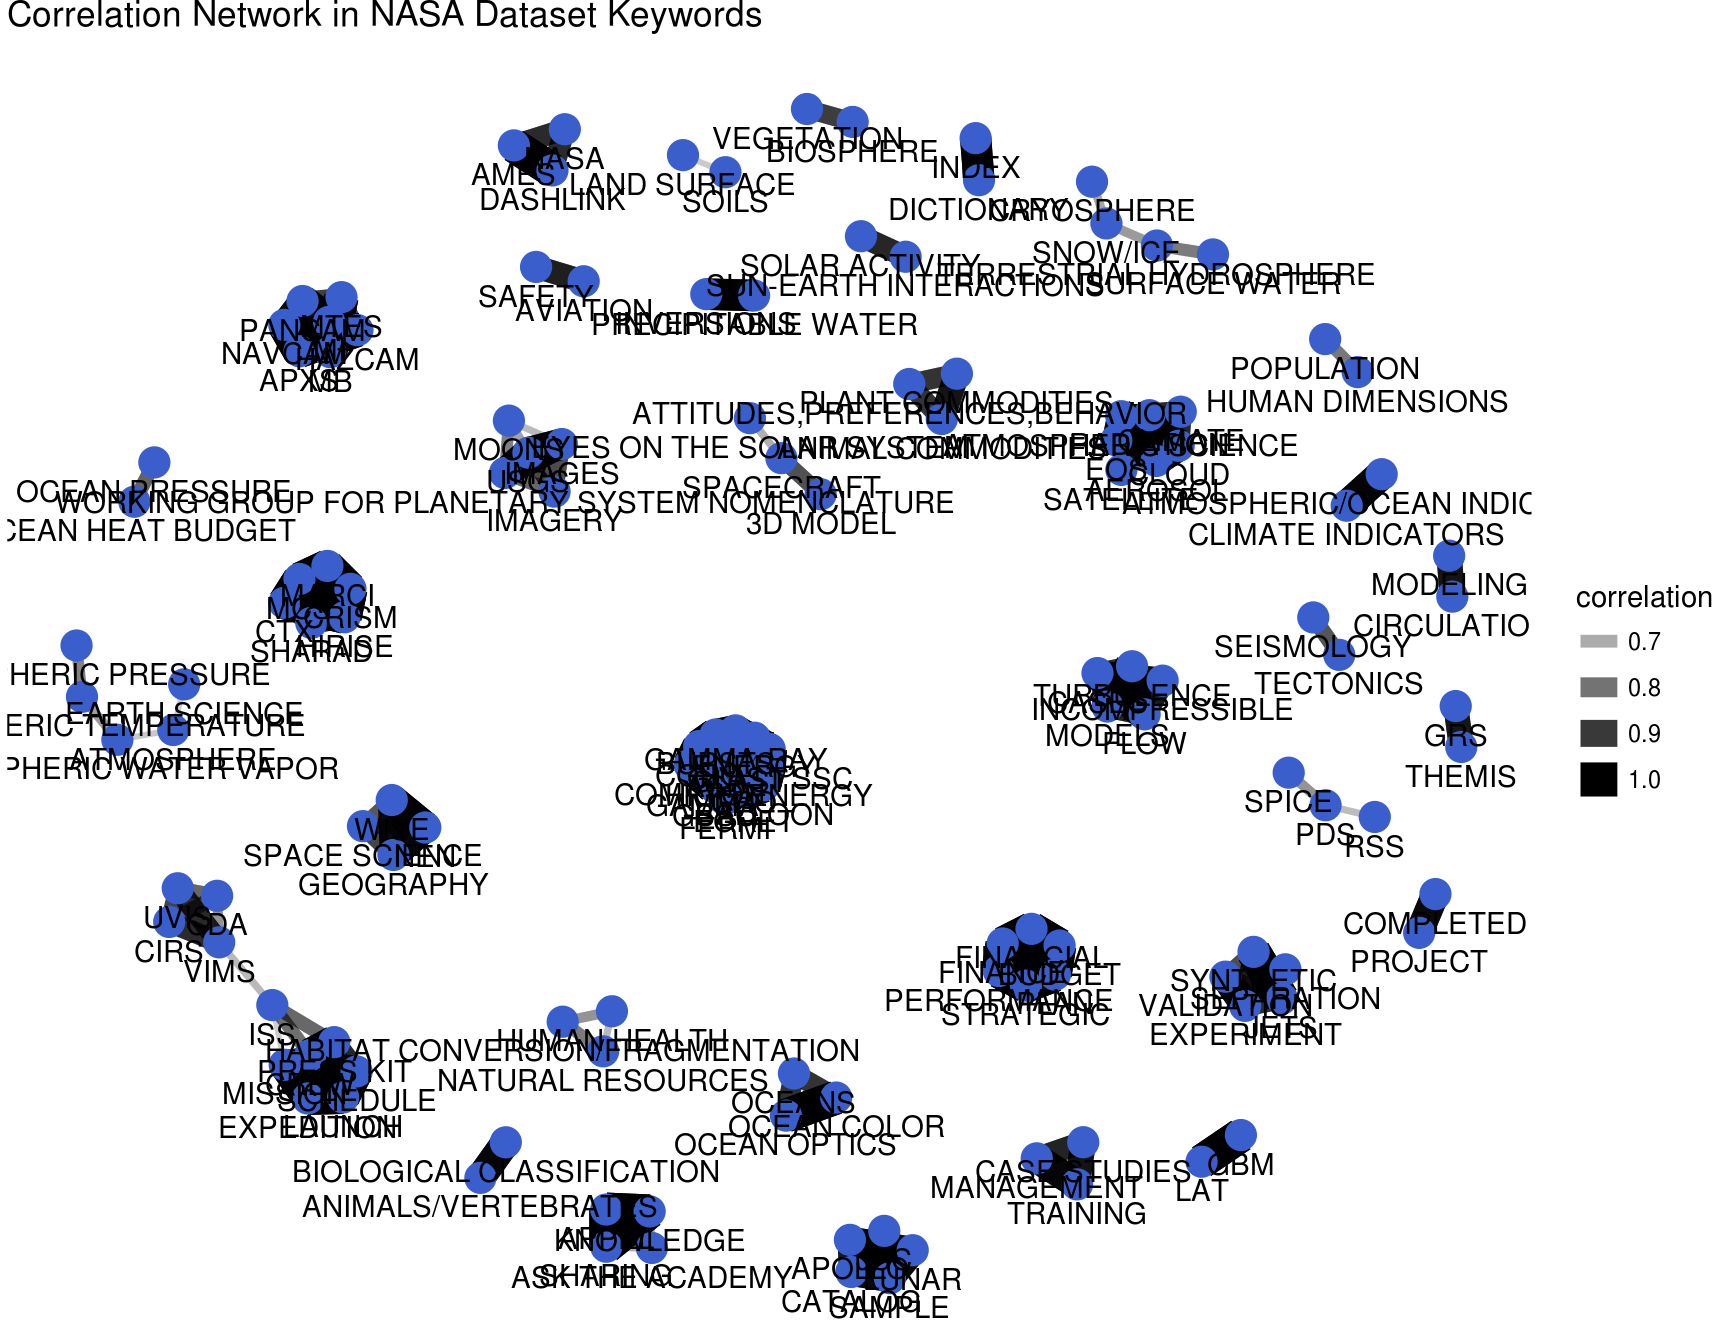 Correlation Network in NASA Dataset Keywords
VEGETATION
BIOSPHERE
NASA
AMES
DASHLINK
LAND SURFACE
SOILS
INDEX
DICTIONARY
CRYOSPHERE
SNOW/ICE
TERRESTRIAL HYDROSPHERE
SURFACE WATER
SOLAR ACTIVITY
SUN-EARTH INTERACTIONS
SAFETY
AVIATION
INVERSIONS
PRECIPITABLE WATER
PANCAM
MTES
NAVCAM
HAZCAM
APXS
MB
POPULATION
HUMAN DIMENSIONS
PLANT COMMODITIES
ATTITUDES,PREFERENCES,BEHAVIOR
ANIMAL COMMODITIES
MOONS
EYES ON THE SOLAR SYSTEM
IMAGES
USGS
WORKING GROUP FOR PLANETARY SYSTEM NOMENCLATURE
IMAGERY
SPACECRAFT
3D MODEL
CLIMATE
ATMOSPHERIC SCIENCE
EOS
CLOUD
AEROSOL
SATELLITE
ATMOSPHERIC/OCEAN INDIC
CLIMATE INDICATORS
OCEAN PRESSURE
CEAN HEAT BUDGET
MODELING
CIRCULATIO
MARCI
MCS
CRISM
CTX
SHARAD
HIRISE
SEISMOLOGY
TECTONICS
HERIC PRESSURE
EARTH SCIENCE
ERIC TEMPERATURE
ATMOSPHERE
PHERIC WATER VAPOR
TURBULENCE
INCOMPRESSIBLE
MODELS
FLOW
GRS
THEMIS
GAMMA RAY
FERMI
SPICE
PDS
RSS
SPACE SCIENCE
GEOGRAPHY
UVIS
CDA
CIRS
VIMS
ISS
COMPLETED
PROJECT
FINANCIAL
FINANCE
BUDGET
PERFORMANCE
STRATEGIC
SYNTHETIC
SEPARATION
VALIDATION
JETS
EXPERIMENT
HUMAN HEALTH
HABITAT CONVERSION/FRAGMENTATION
NATURAL RESOURCES
PRESS KIT
MISSION
SCHEDULE
LAUNCH
EXPEDITION
OCEANS
OCEAN COLOR
OCEAN OPTICS
BIOLOGICAL CLASSIFICATION
ANIMALS/VERTEBRATES
CASE STUDIES
MANAGEMENT
TRAINING
GBM
LAT
APPEL
KNOWLEDGE
SHARING
ASK THE ACADEMY
APOLLO
LUNAR
CATALOG
SAMPLE
correlation
0.7
0.8
0.9
1.0